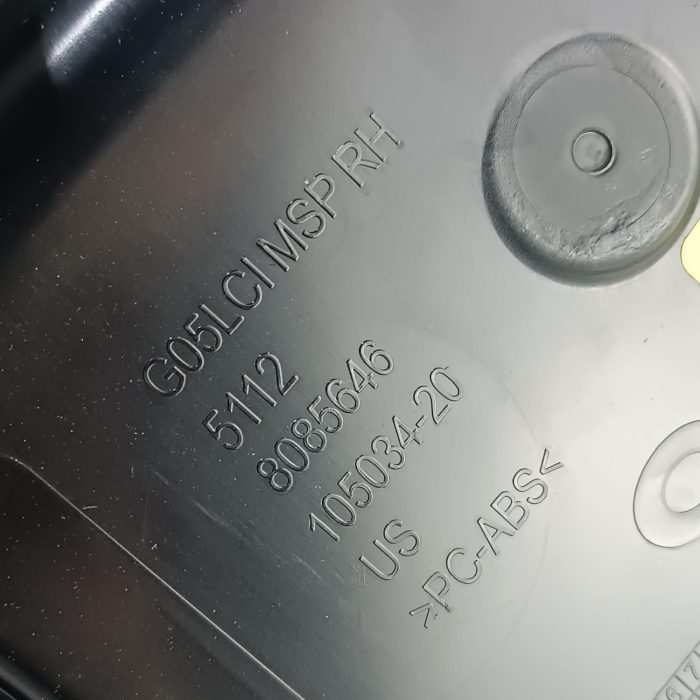 G05LCI MSP RH
5112
8085646
105034-20
US
>PC-ABS<